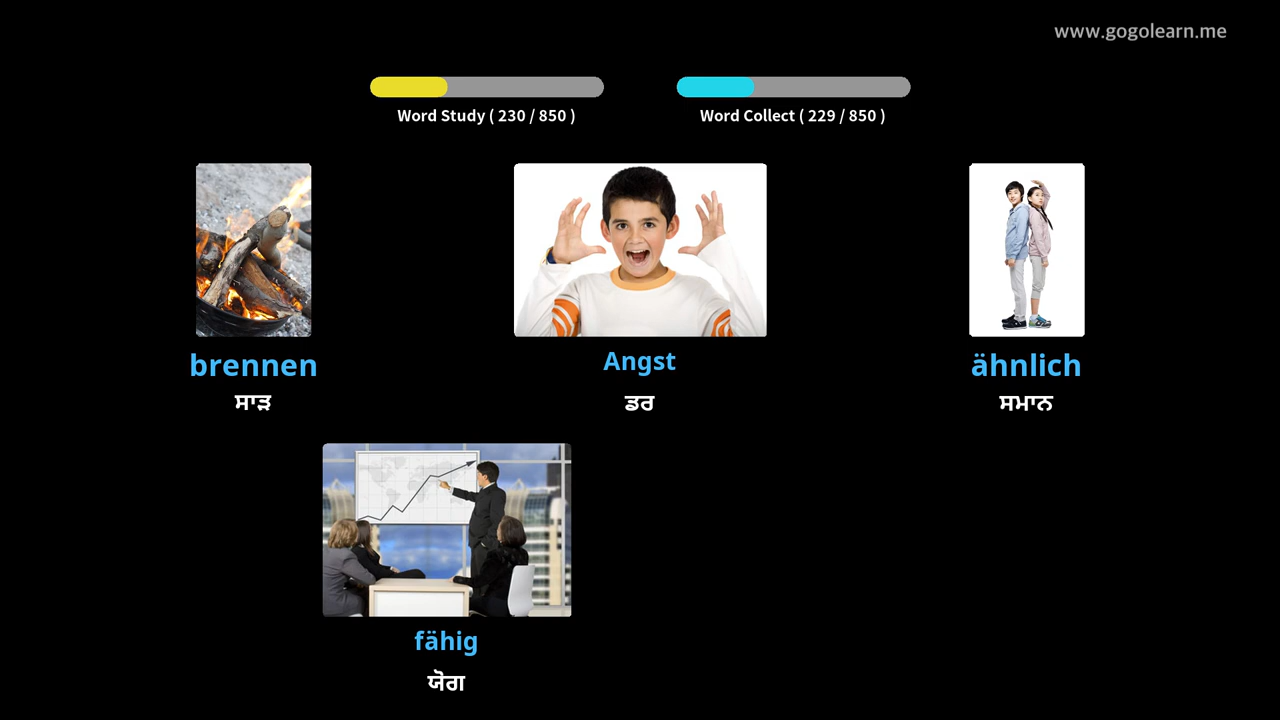 www.gogolearn.me
Word Study ( 230 / 850 )
Word Collect ( 229 / 850 )
brennen
ਸਾੜ
Angst
ਡਰ
ähnlich
ਸਮਾਨ
fähig
ਯੋਗ